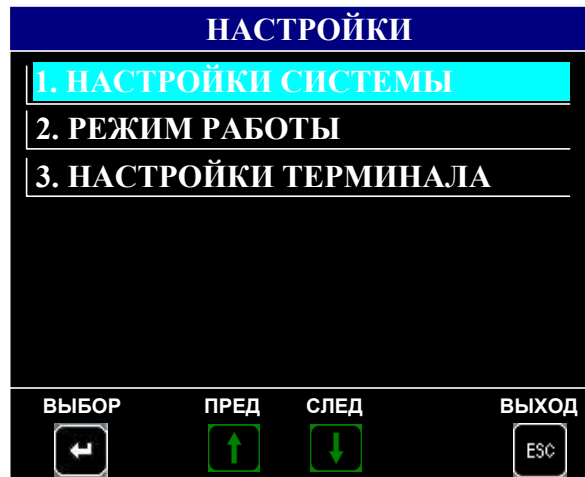 НАСТРОЙКИ
1. НАСТРОЙКИ СИСТЕМЫ
2. РЕЖИМ РАБОТЫ
3. НАСТРОЙКИ ТЕРМИНАЛА
ВЫБОР ПРЕД СЛЕД ВЫХОД
ESC